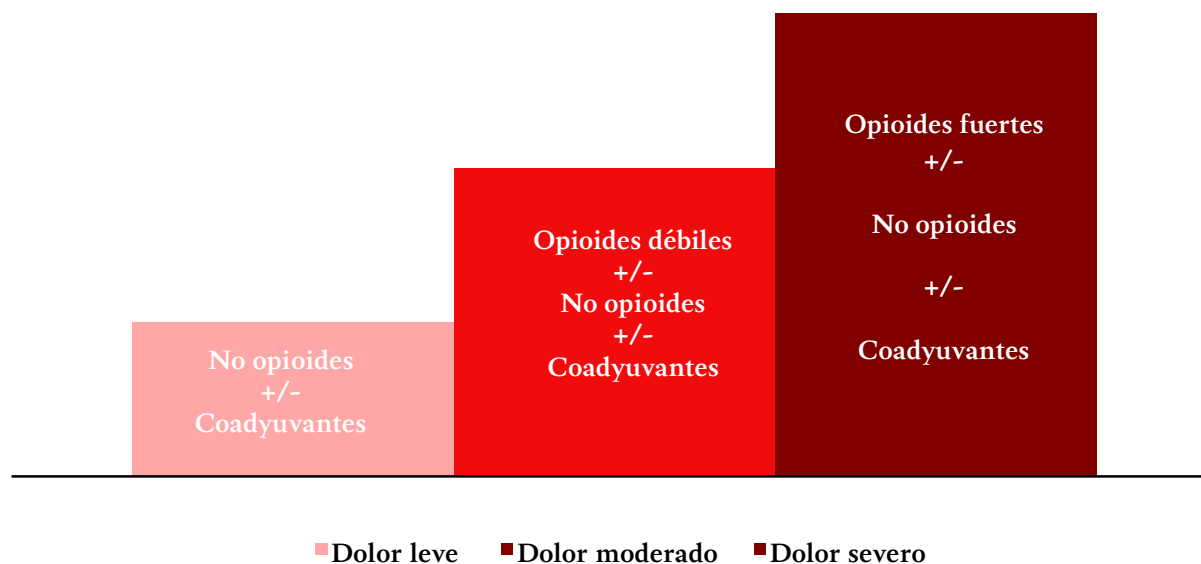 No opioides
+/-
Coadyuvantes
Opioides débiles
+/-
No opioides
+/-
Coadyuvantes
Opioides fuertes
+/-
No opioides
+/-
Coadyuvantes
Dolor leve Dolor moderado Dolor severo